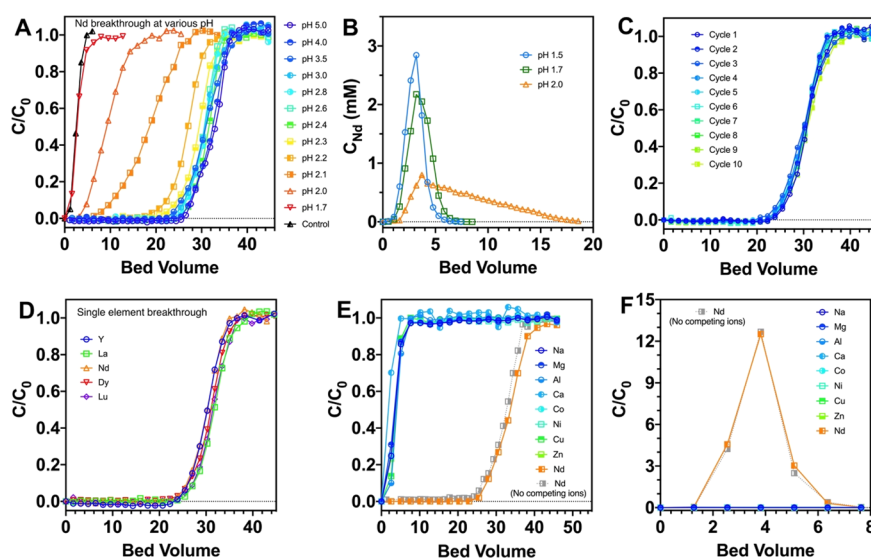 A
Nd breakthrough at various pH
C/C0
1.0
0.8
0.6
0.4
0.2
0.0
0 10 20 30 40
Bed Volume
pH 5.0
pH 4.0
pH 3.5
pH 3.0
pH 2.8
pH 2.6
pH 2.4
pH 2.3
pH 2.2
pH 2.1
pH 2.0
pH 1.7
Control
B
CNd (mM)
3
2
1
0
0 5 10 15 20
Bed Volume
pH 1.5
pH 1.7
pH 2.0
C
C/C0
1.0
0.8
0.6
0.4
0.2
0.0
0 10 20 30 40
Bed Volume
Cycle 1
Cycle 2
Cycle 3
Cycle 4
Cycle 5
Cycle 6
Cycle 7
Cycle 8
Cycle 9
Cycle 10
D
Single element breakthrough
C/C0
1.0
0.8
0.6
0.4
0.2
0.0
0 10 20 30 40
Bed Volume
Y
La
Nd
Dy
Lu
E
C/C0
1.0
0.8
0.6
0.4
0.2
0.0
0 10 20 30 40 50
Bed Volume
Na
Mg
Al
Ca
Co
Ni
Cu
Zn
Nd
Nd
(No competing ions)
F
C/C0
15
12
9
6
3
0
0 2 4 6 8
Bed Volume
Nd
(No competing ions)
Na
Mg
Al
Ca
Co
Ni
Cu
Zn
Nd